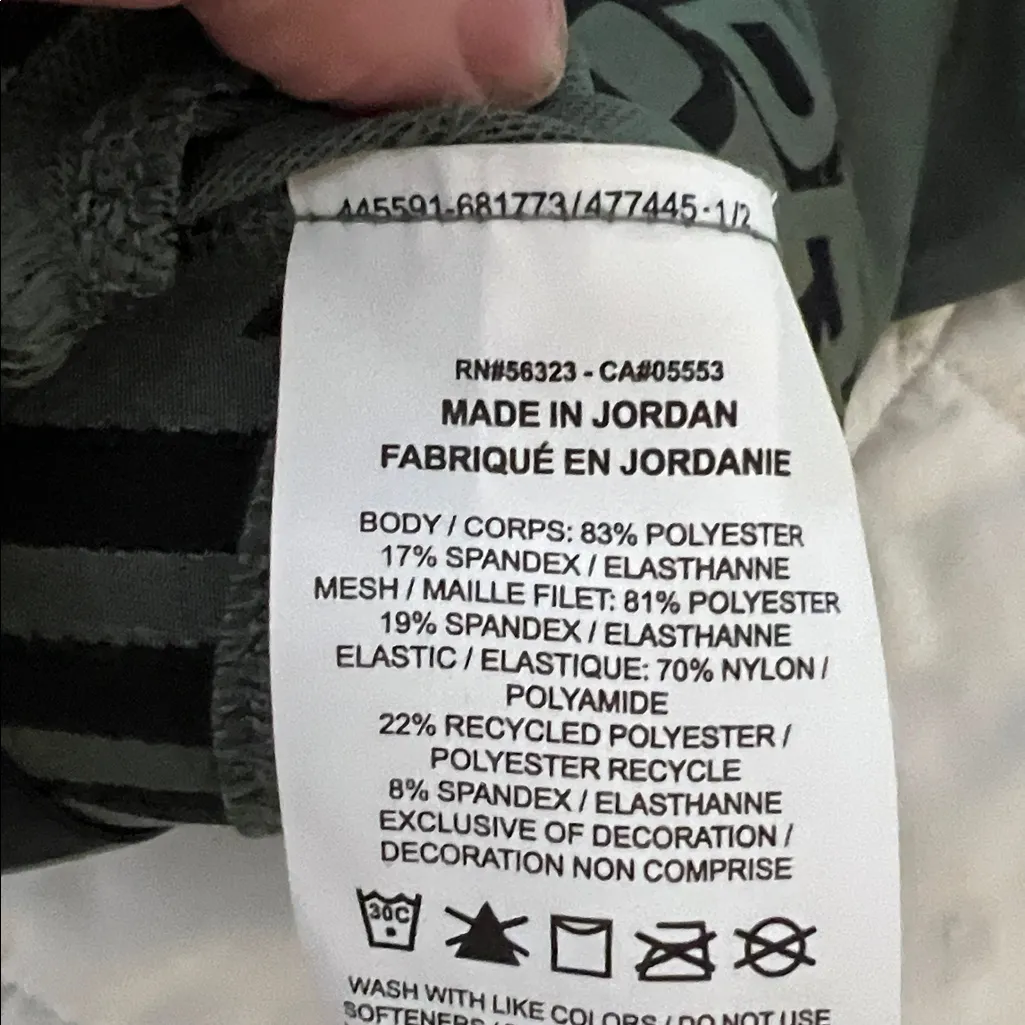 445591-681773/477445-1/2
RN#56323 - CA#05553
MADE IN JORDAN
FABRIQUÉ EN JORDANIE
BODY / CORPS: 83% POLYESTER
17% SPANDEX / ELASTHANNE
MESH / MAILLE FILET: 81% POLYESTER
19% SPANDEX / ELASTHANNE
ELASTIC / ELASTIQUE: 70% NYLON /
POLYAMIDE
22% RECYCLED POLYESTER /
POLYESTER RECYCLE
8% SPANDEX / ELASTHANNE
EXCLUSIVE OF DECORATION /
DECORATION NON COMPRISE
30C
WASH WITH LIKE COLORS / DO NOT USE
SOFTENERS /